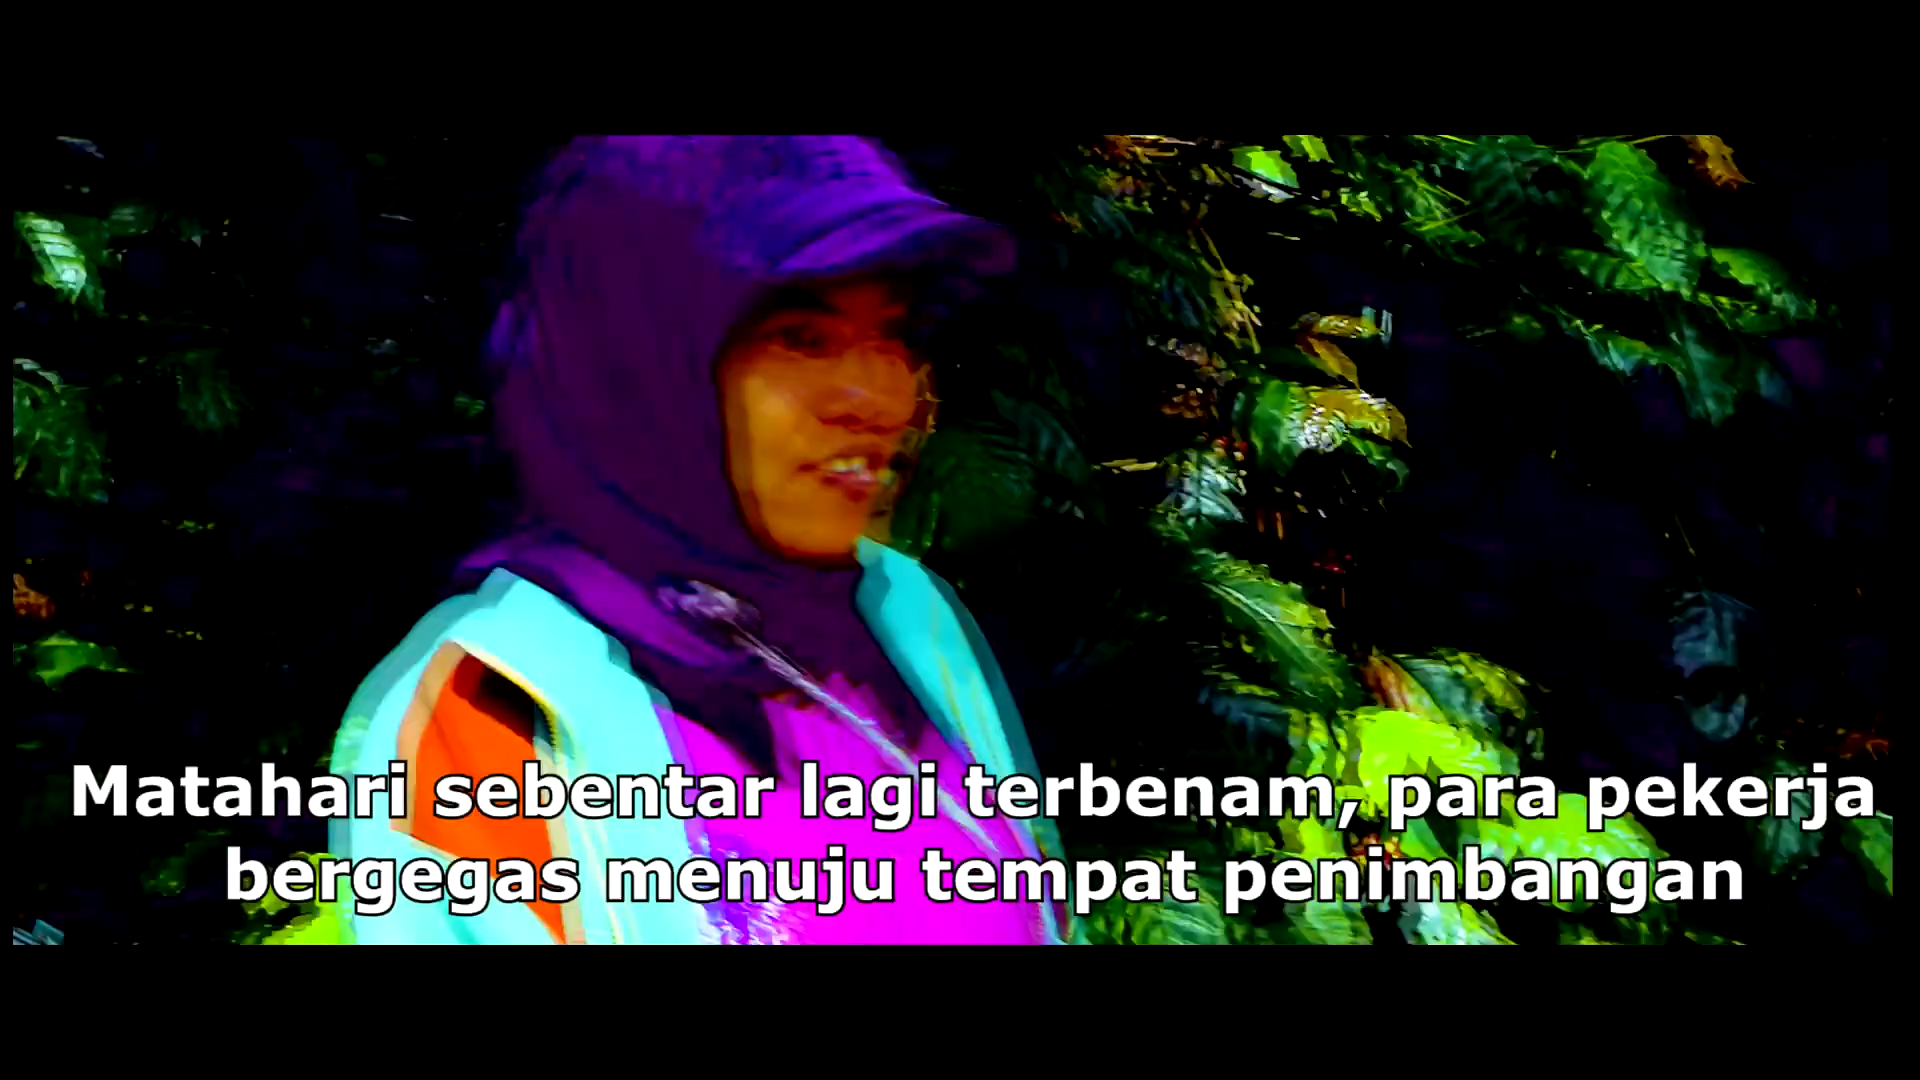 Matahari sebentar lagi terbenam, para pekerja
bergegas menuju tempat penimbangan